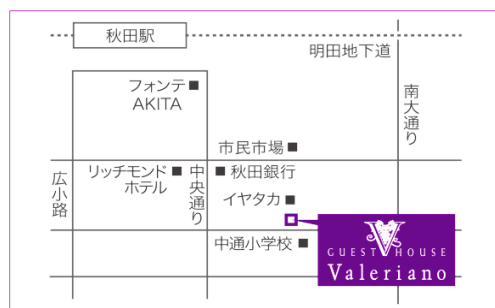 秋田駅
明田地下道
フォンテ
AKITA
南大通り
市民市場
広小路
リッチモンド
ホテル
中央通り
秋田銀行
イヤタカ
中通小学校
GUEST HOUSE
Valeriano